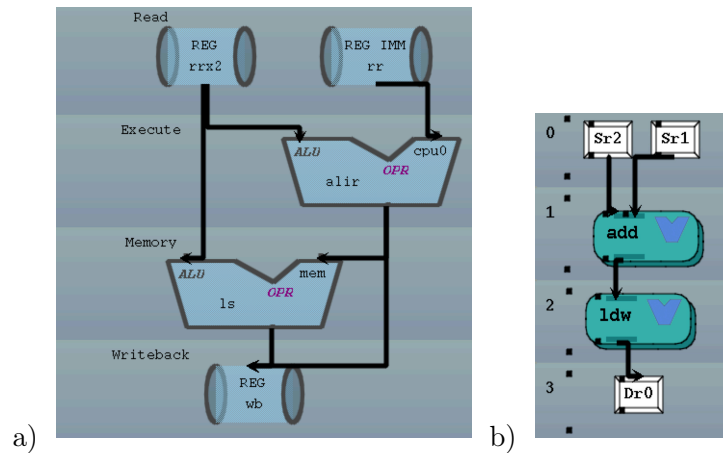 Read
REG
rrx2
REG IMM
rr
Execute
ALU
cpu0
OPR
alir
Memory
ALU
mem
OPR
ls
Writeback
REG
wb
a)
0
Sr2
Sr1
1
add
2
ldw
3
Dr0
b)